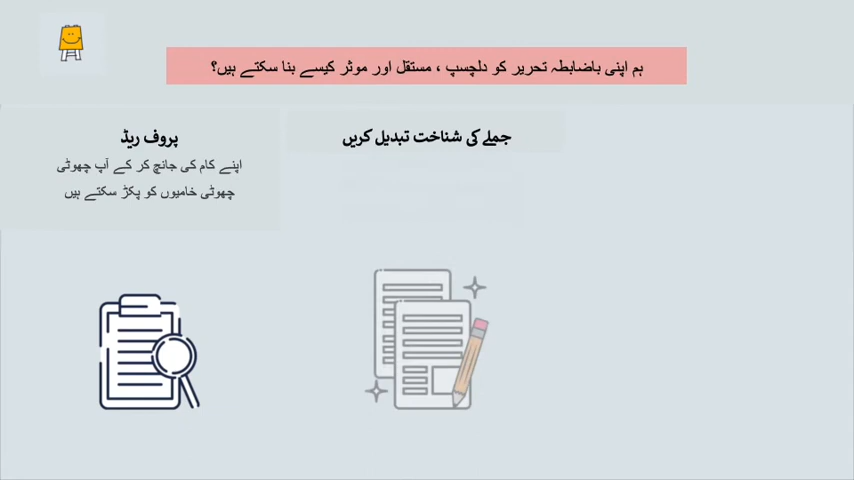 ہم اپنی باضابطہ تحریر کو دلچسپ ، مستقل اور موثر کیسے بنا سکتے ہیں؟
جملے کی شناخت تبدیل کریں
پروف ریڈ
اپنے کام کی جانچ کر کے آپ چھوٹی
چھوٹی خامیوں کو پکڑ سکتے ہیں